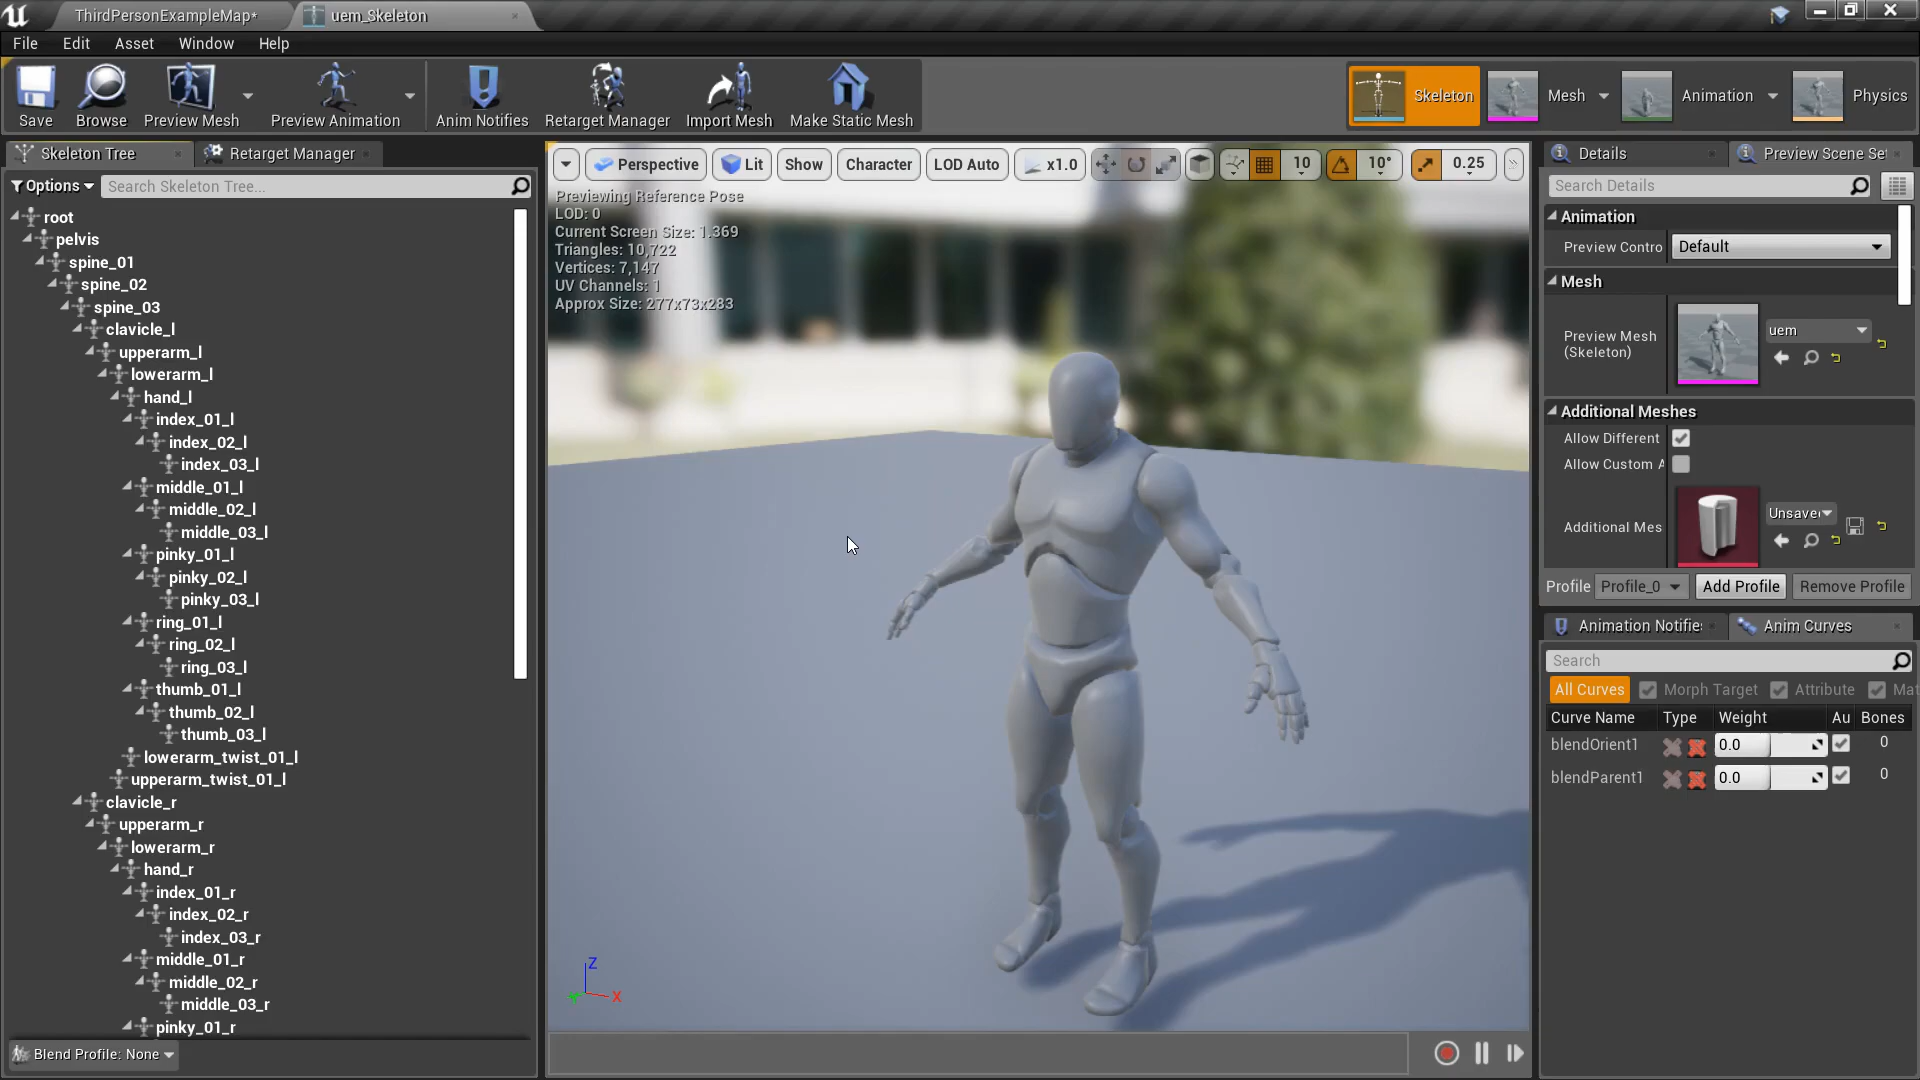 ThirdPersonExampleMap*
uem_Skeleton
File Edit Asset Window Help
Save
Browse
Preview Mesh
Preview Animation
Anim Notifies
Retarget Manager
Import Mesh
Make Static Mesh
Skeleton
Mesh
Animation
Physics
Skeleton Tree
Retarget Manager
Options
Search Skeleton Tree...
root
pelvis
spine_01
spine_02
spine_03
clavicle_l
upperarm_l
lowerarm_l
hand_l
index_01_l
index_02_l
index_03_l
middle_01_l
middle_02_l
middle_03_l
pinky_01_l
pinky_02_l
pinky_03_l
ring_01_l
ring_02_l
ring_03_l
thumb_01_l
thumb_02_l
thumb_03_l
lowerarm_twist_01_l
upperarm_twist_01_l
clavicle_r
upperarm_r
lowerarm_r
hand_r
index_01_r
index_02_r
index_03_r
middle_01_r
middle_02_r
middle_03_r
pinky_01_r
Blend Profile: None
Perspective
Lit
Show
Character
LOD Auto
x1.0
10
10°
0.25
Previewing Reference Pose
LOD: 0
Current Screen Size: 1.369
Triangles: 10,722
Vertices: 7,147
UV Channels: 1
Approx Size: 277x73x283
Z
Y
X
Details
Preview Scene Set
Search Details
Animation
Preview Contro
Default
Mesh
Preview Mesh
(Skeleton)
uem
Additional Meshes
Allow Different
Allow Custom A
Additional Mes
Unsaved
Profile
Profile_0
Add Profile
Remove Profile
Animation Notifies
Anim Curves
Search
All Curves
Morph Target
Attribute
Mat
Curve Name Type Weight Au Bones
blendOrient1 0.0 0
blendParent1 0.0 0